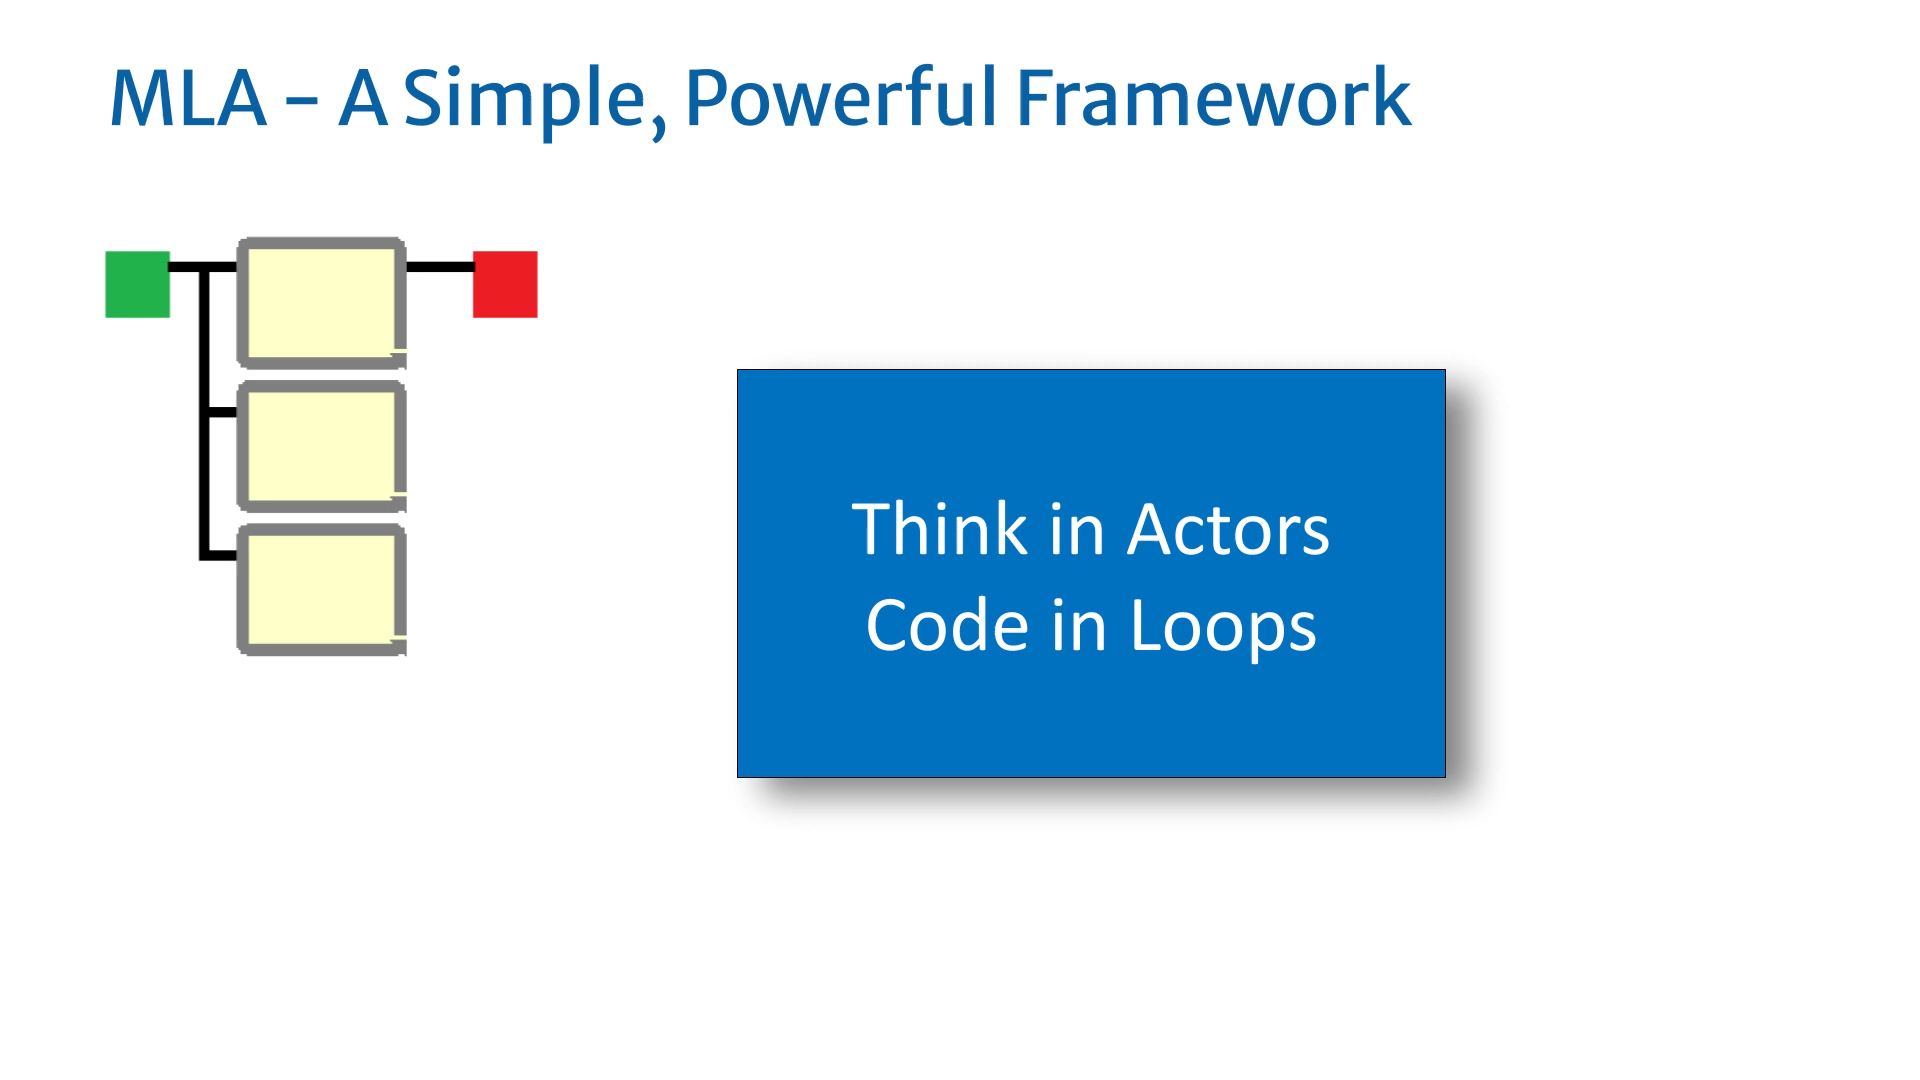 MLA – A Simple, Powerful Framework
Think in Actors
Code in Loops